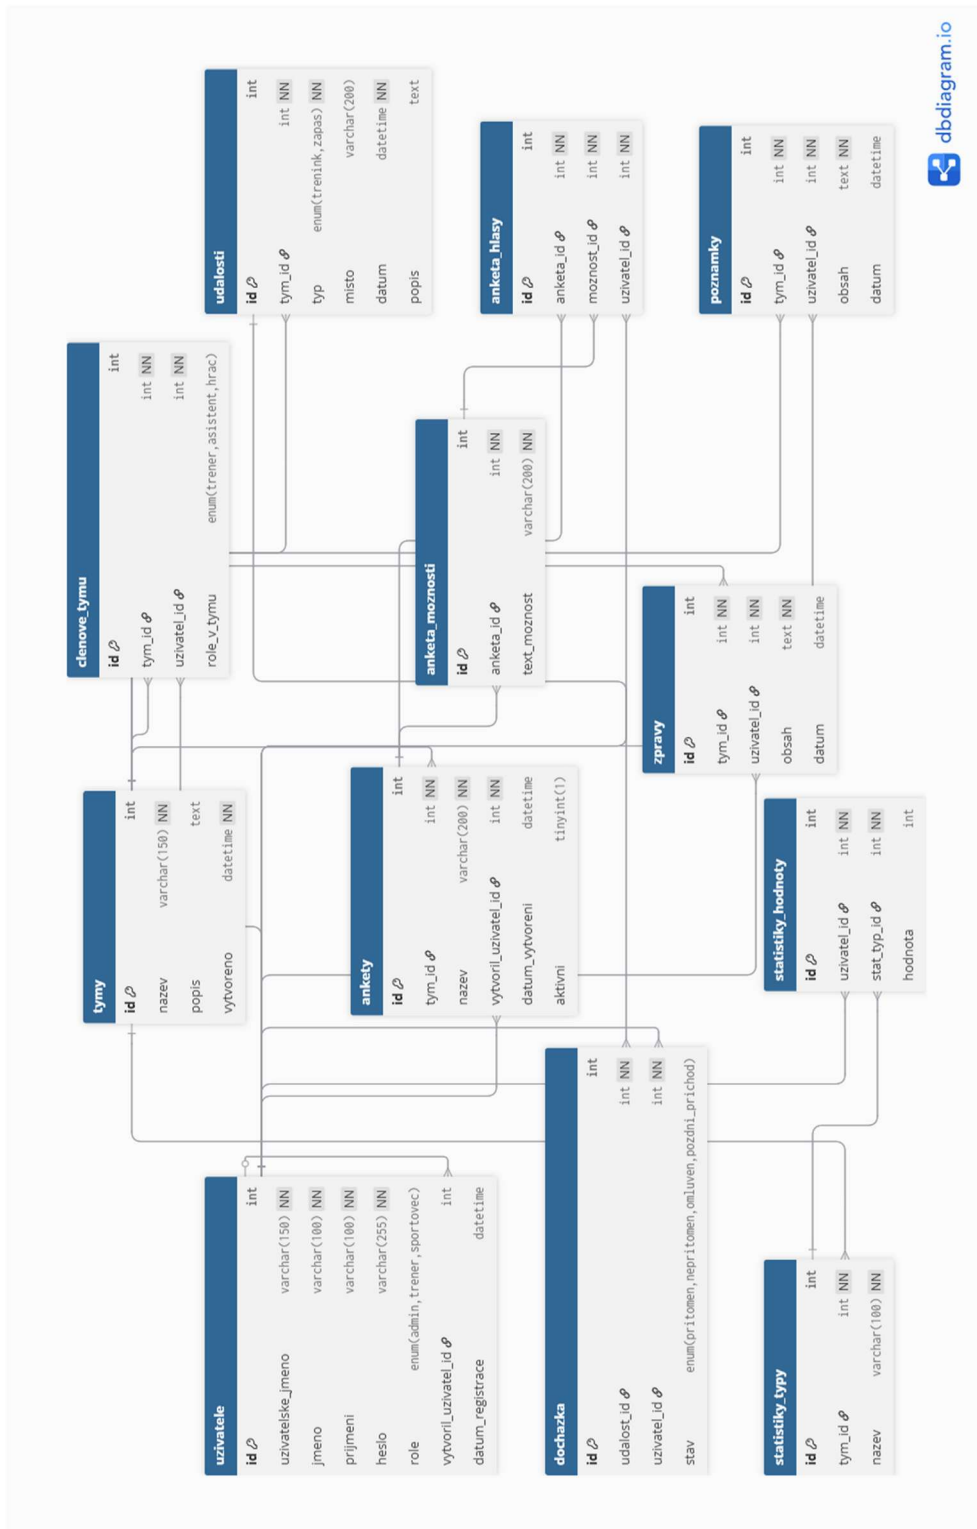 uzivatele
id int
uzivatelske_jmeno varchar(150) NN
jmeno varchar(100) NN
prijmeni varchar(100) NN
heslo varchar(255) NN
role enum(admin,trener,sportovec)
vytvoril_uzivatel_id int
datum_registrace datetime
dochazka
id int
udalost_id int NN
uzivatel_id int NN
stav enum(pritomen,nepritomen,omluven,pozdni_prichod)
statistiky_typy
id int
tym_id int NN
nazev varchar(100) NN
tymy
id int
nazev varchar(150) NN
popis text
vytvoreno datetime NN
ankety
id int
tym_id int NN
nazev varchar(200) NN
vytvoril_uzivatel_id int NN
datum_vytvoreni datetime
aktivni tinyint(1)
statistiky_hodnoty
id int
uzivatel_id int NN
stat_typ_id int NN
hodnota int
clenove_tymu
id int
tym_id int NN
uzivatel_id int NN
role_v_tymu enum(trener,asistent,hrac)
anketa_moznosti
id int
anketa_id int NN
text_moznost varchar(200) NN
zpravy
id int
tym_id int NN
uzivatel_id int NN
obsah text NN
datum datetime
udalosti
id int
tym_id int NN
typ enum(trenink,zapas) NN
misto varchar(200)
datum datetime NN
popis text
anketa_hlasy
id int
anketa_id int NN
moznost_id int NN
uzivatel_id int NN
poznamky
id int
tym_id int NN
uzivatel_id int NN
obsah text NN
datum datetime
dbdiagram.io